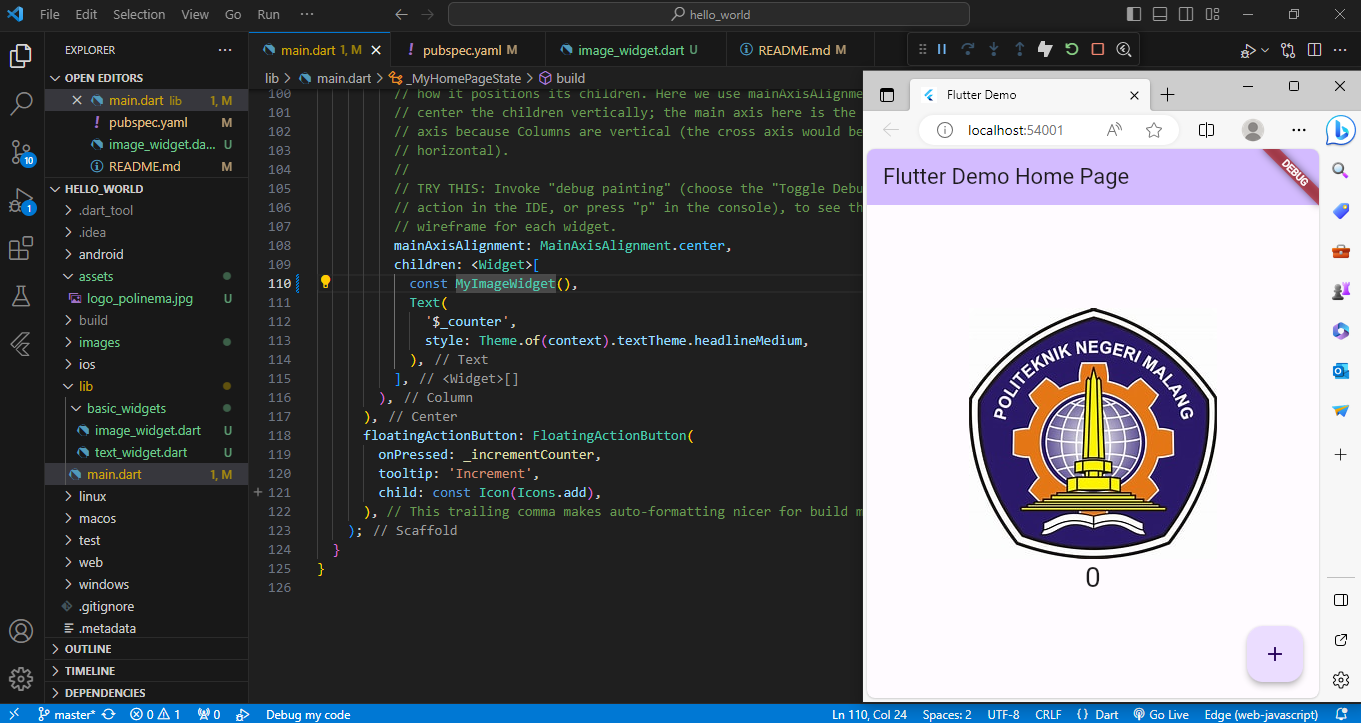 File Edit Selection View Go Run ··· hello_world
EXPLORER ···
OPEN EDITORS
main.dart lib 1, M
pubspec.yaml M
image_widget.da... U
README.md M
HELLO_WORLD
.dart_tool
.idea
android
assets
logo_polinema.jpg U
build
images
ios
lib
basic_widgets
image_widget.dart U
text_widget.dart U
main.dart 1, M
linux
macos
test
web
windows
.gitignore
.metadata
OUTLINE
TIMELINE
DEPENDENCIES
10
1
main.dart 1, M pubspec.yaml M image_widget.dart U README.md M
lib > main.dart > _MyHomePageState > build
100 // how it positions its children. Here we use mainAxisAlignme
101 // center the children vertically; the main axis here is the
102 // axis because Columns are vertical (the cross axis would be
103 // horizontal).
104 //
105 // TRY THIS: Invoke "debug painting" (choose the "Toggle Debu
106 // action in the IDE, or press "p" in the console), to see th
107 // wireframe for each widget.
108 mainAxisAlignment: MainAxisAlignment.center,
109 children: <Widget>[
110 const MyImageWidget(),
111 Text(
112 '$_counter',
113 style: Theme.of(context).textTheme.headlineMedium,
114 ), // Text
115 ], // <Widget>[]
116 ), // Column
117 ), // Center
118 floatingActionButton: FloatingActionButton(
119 onPressed: _incrementCounter,
120 tooltip: 'Increment',
121 child: const Icon(Icons.add),
122 ), // This trailing comma makes auto-formatting nicer for build m
123 ); // Scaffold
124 }
125 }
126
Flutter Demo
localhost:54001
Flutter Demo Home Page
DEBUG
POLITEKNIK NEGERI MALANG
0
+
master* 0 1 0 Debug my code Ln 110, Col 24 Spaces: 2 UTF-8 CRLF {} Dart Go Live Edge (web-javascript)